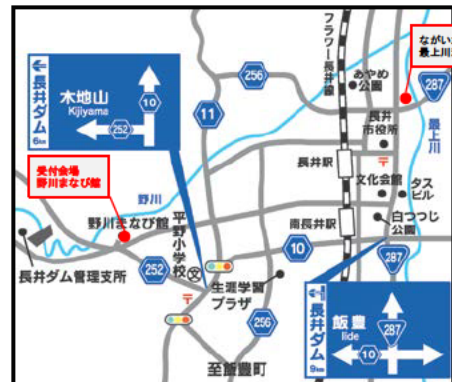 長井ダム
6km
木地山
Kijiyama
10
252
フラワー長井線
256
あやめ
公園
ながい
最上川
287
11
長井
市役所
最上川
受付会場
野川まなび館
長井駅
野川
文化会館
タス
ビル
野川まなび館
平野小学校
南長井駅
白つつじ
公園
10
長井ダム管理支所
252
生涯学習
プラザ
287
256
長井ダム
9km
飯豊
Iide
287
10
至飯豊町